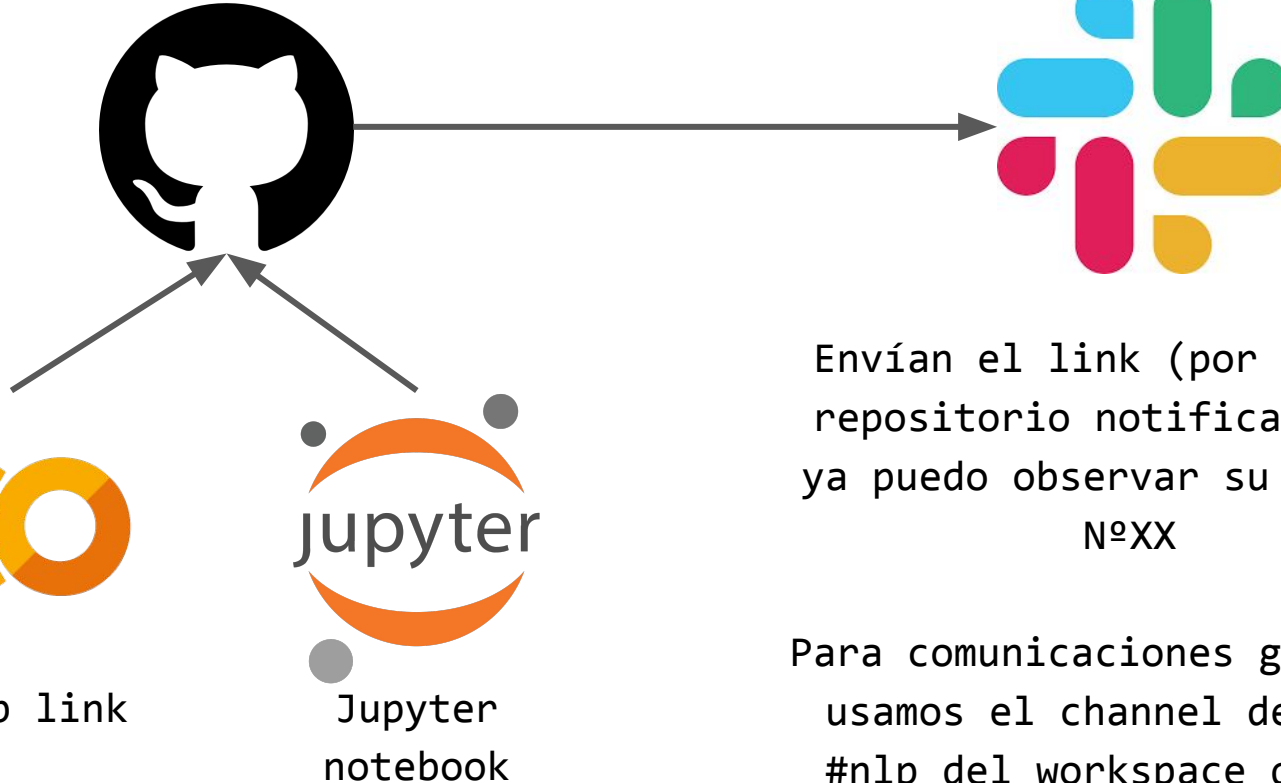 Envían el link (por
repositorio notifica
ya puedo observar su
NºXX
jupyter
Para comunicaciones g
usamos el channel de
#nlp del workspace
link
Jupyter
notebook